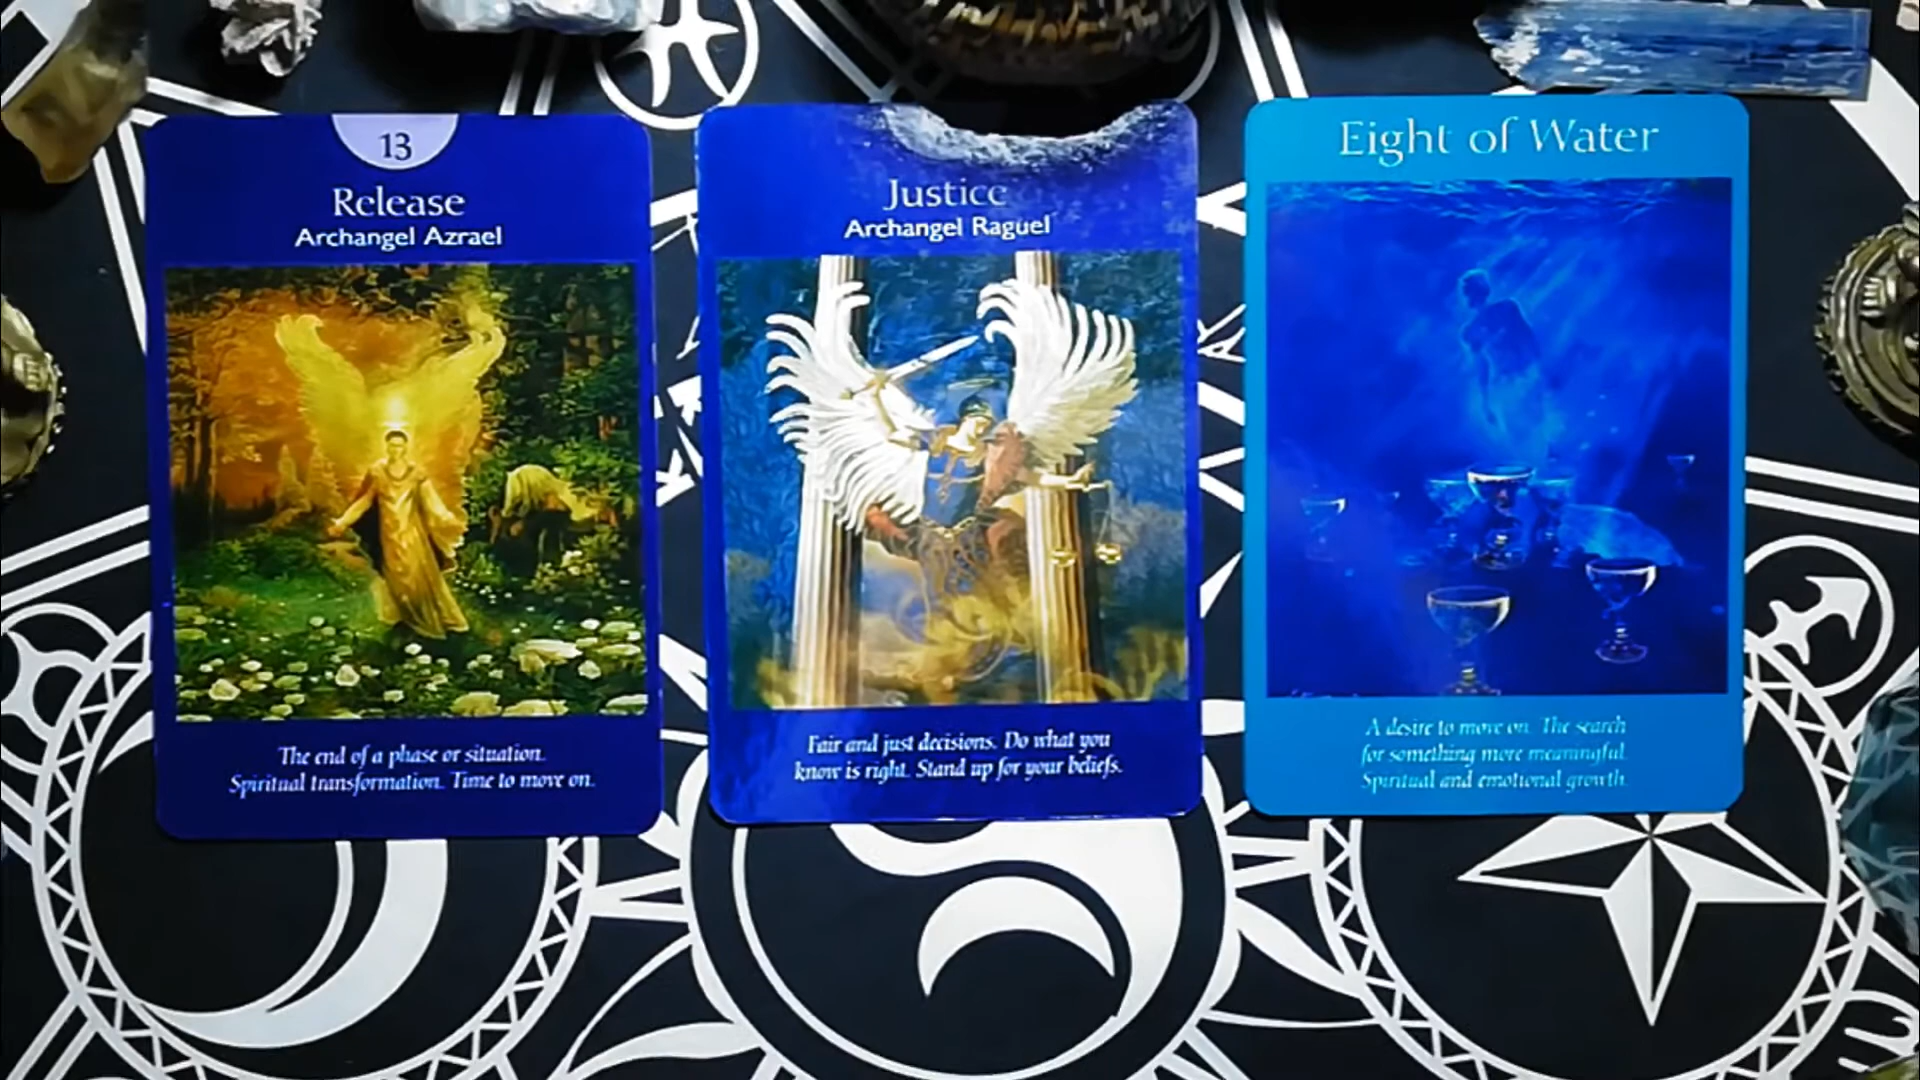 13
Release
Archangel Azrael
The end of a phase or situation.
Spiritual transformation. Time to move on.
Justice
Archangel Raguel
Fair and just decisions. Do what you
know is right. Stand up for your beliefs.
Eight of Water
A desire to move on. The search
for something more meaningful.
Spiritual and emotional growth.